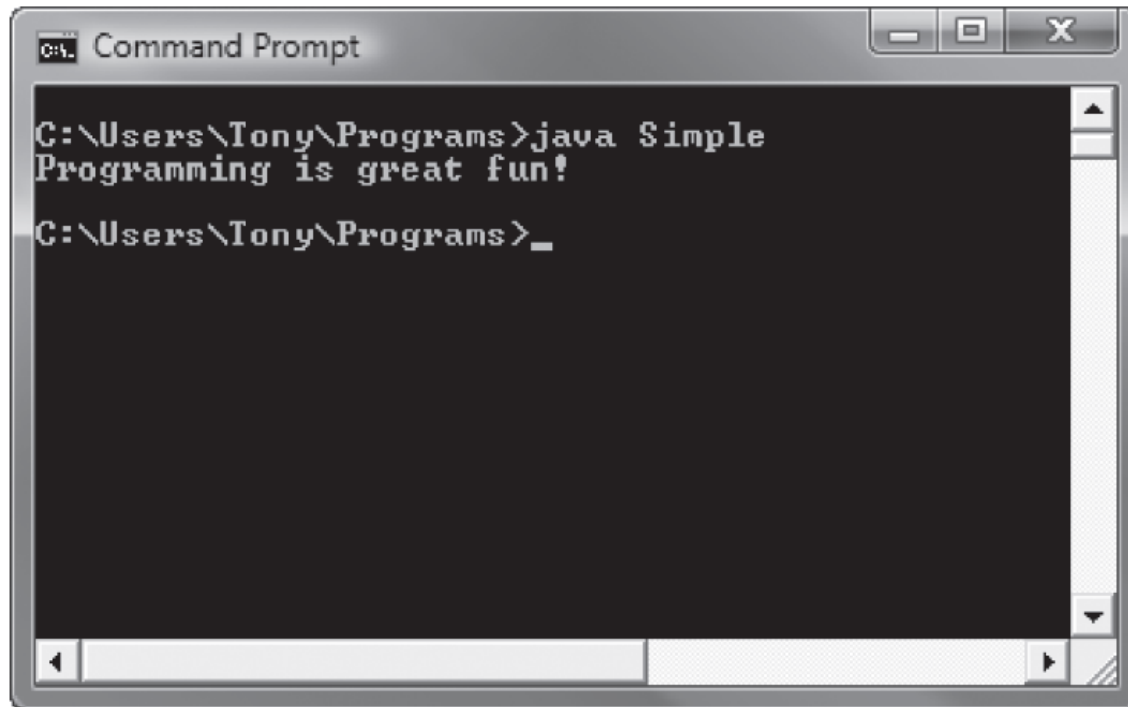 C:\. Command Prompt
C:\Users\Tony\Programs>java Simple
Programming is great fun!
C:\Users\Tony\Programs>_